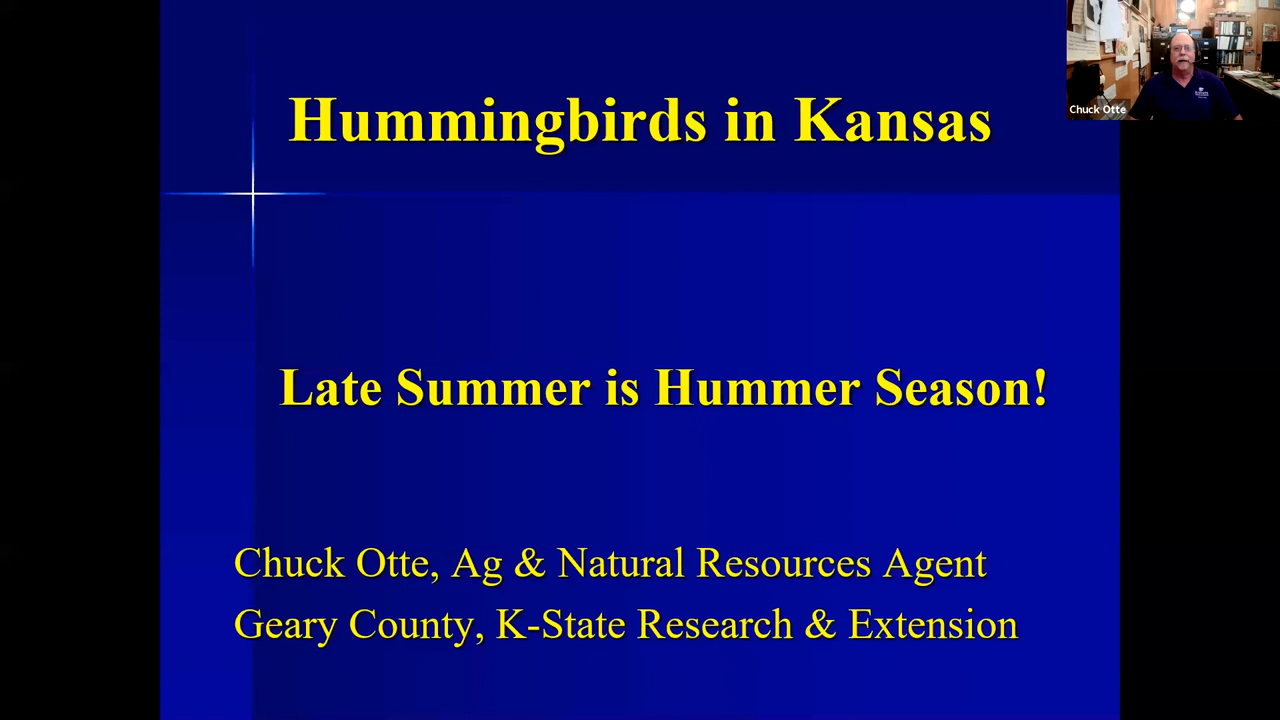 Hummingbirds in Kansas
Chuck Otte
Late Summer is Hummer Season!
Chuck Otte, Ag & Natural Resources Agent
Geary County, K-State Research & Extension